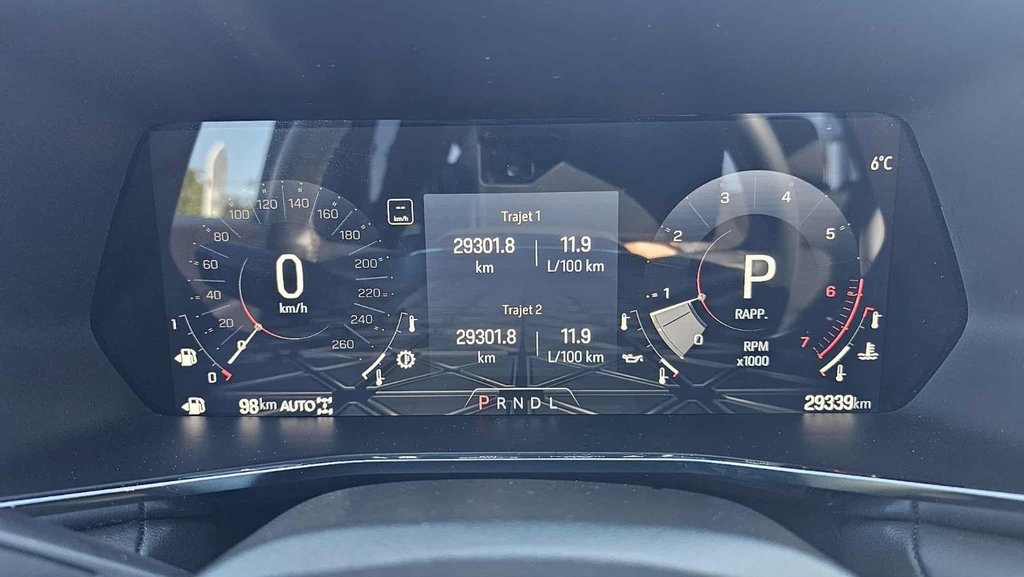 6°C
20
40
60
80
100
120
140
160
180
200
220
240
260
0
km/h
1
0
98km AUTO
--.--
km/h
Trajet 1
29301.8 11.9
km L/100 km
Trajet 2
29301.8 11.9
km L/100 km
P R N D L
0
1
2
3
4
5
6
7
P
RAPP.
RPM
x1000
29339km